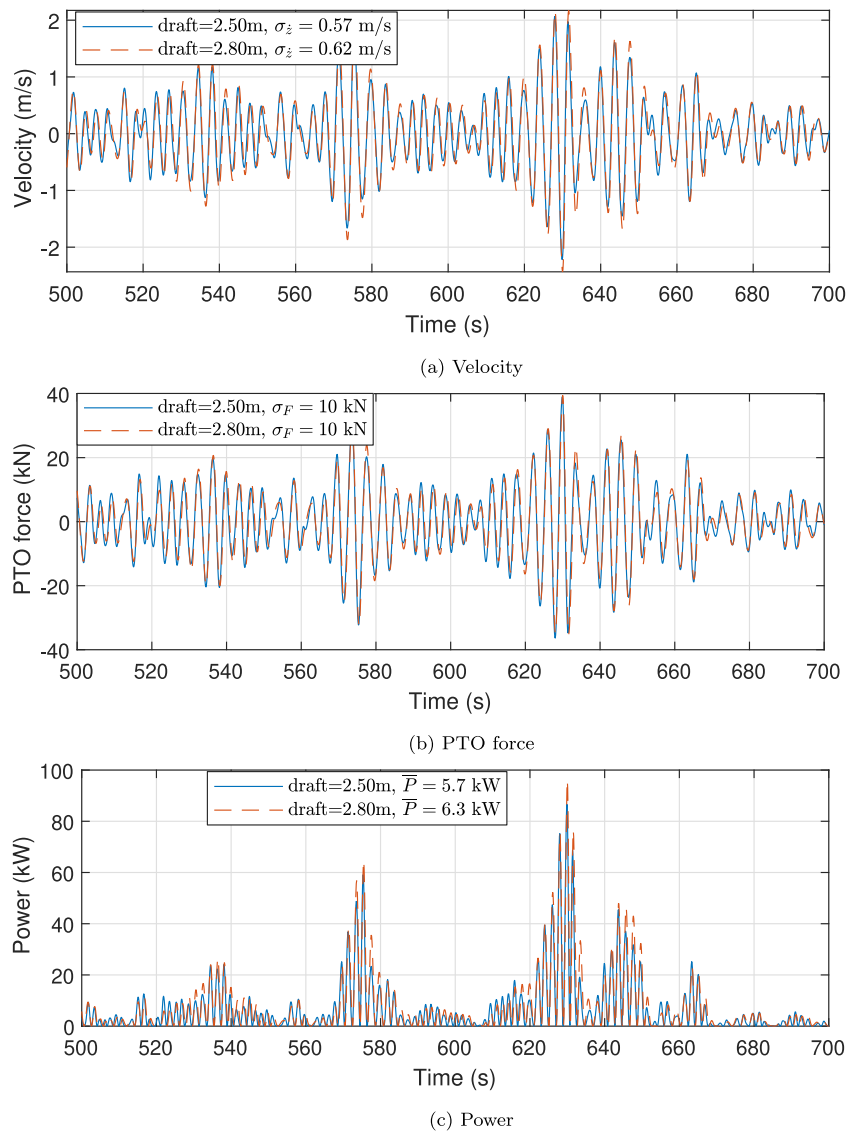 draft=2.50m, σ_ż = 0.57 m/s
draft=2.80m, σ_ż = 0.62 m/s
Velocity (m/s)
2
1
0
-1
-2
500 520 540 560 580 600 620 640 660 680 700
Time (s)
(a) Velocity
draft=2.50m, σ_F = 10 kN
draft=2.80m, σ_F = 10 kN
PTO force (kN)
40
20
0
-20
-40
500 520 540 560 580 600 620 640 660 680 700
Time (s)
(b) PTO force
draft=2.50m, P̅ = 5.7 kW
draft=2.80m, P̅ = 6.3 kW
Power (kW)
100
80
60
40
20
0
500 520 540 560 580 600 620 640 660 680 700
Time (s)
(c) Power